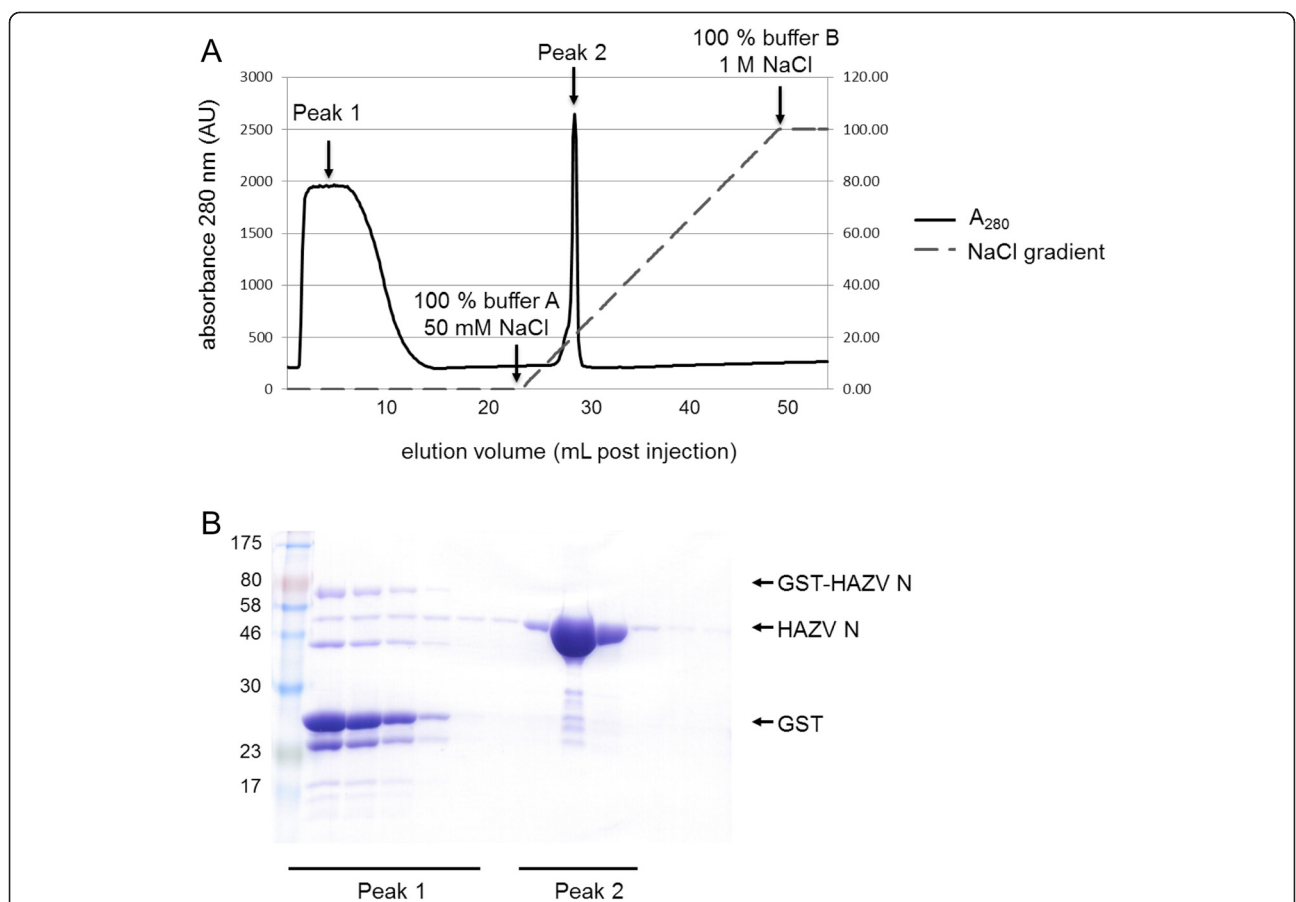 A
Peak 1
Peak 2
100 % buffer B
1 M NaCl
3000
2500
2000
1500
1000
500
0
absorbance 280 nm (AU)
100 % buffer A
50 mM NaCl
120.00
100.00
80.00
60.00
40.00
20.00
0.00
10
20
30
40
50
elution volume (mL post injection)
A280
NaCl gradient
B
175
80
58
46
30
23
17
GST-HAZV N
HAZV N
GST
Peak 1
Peak 2